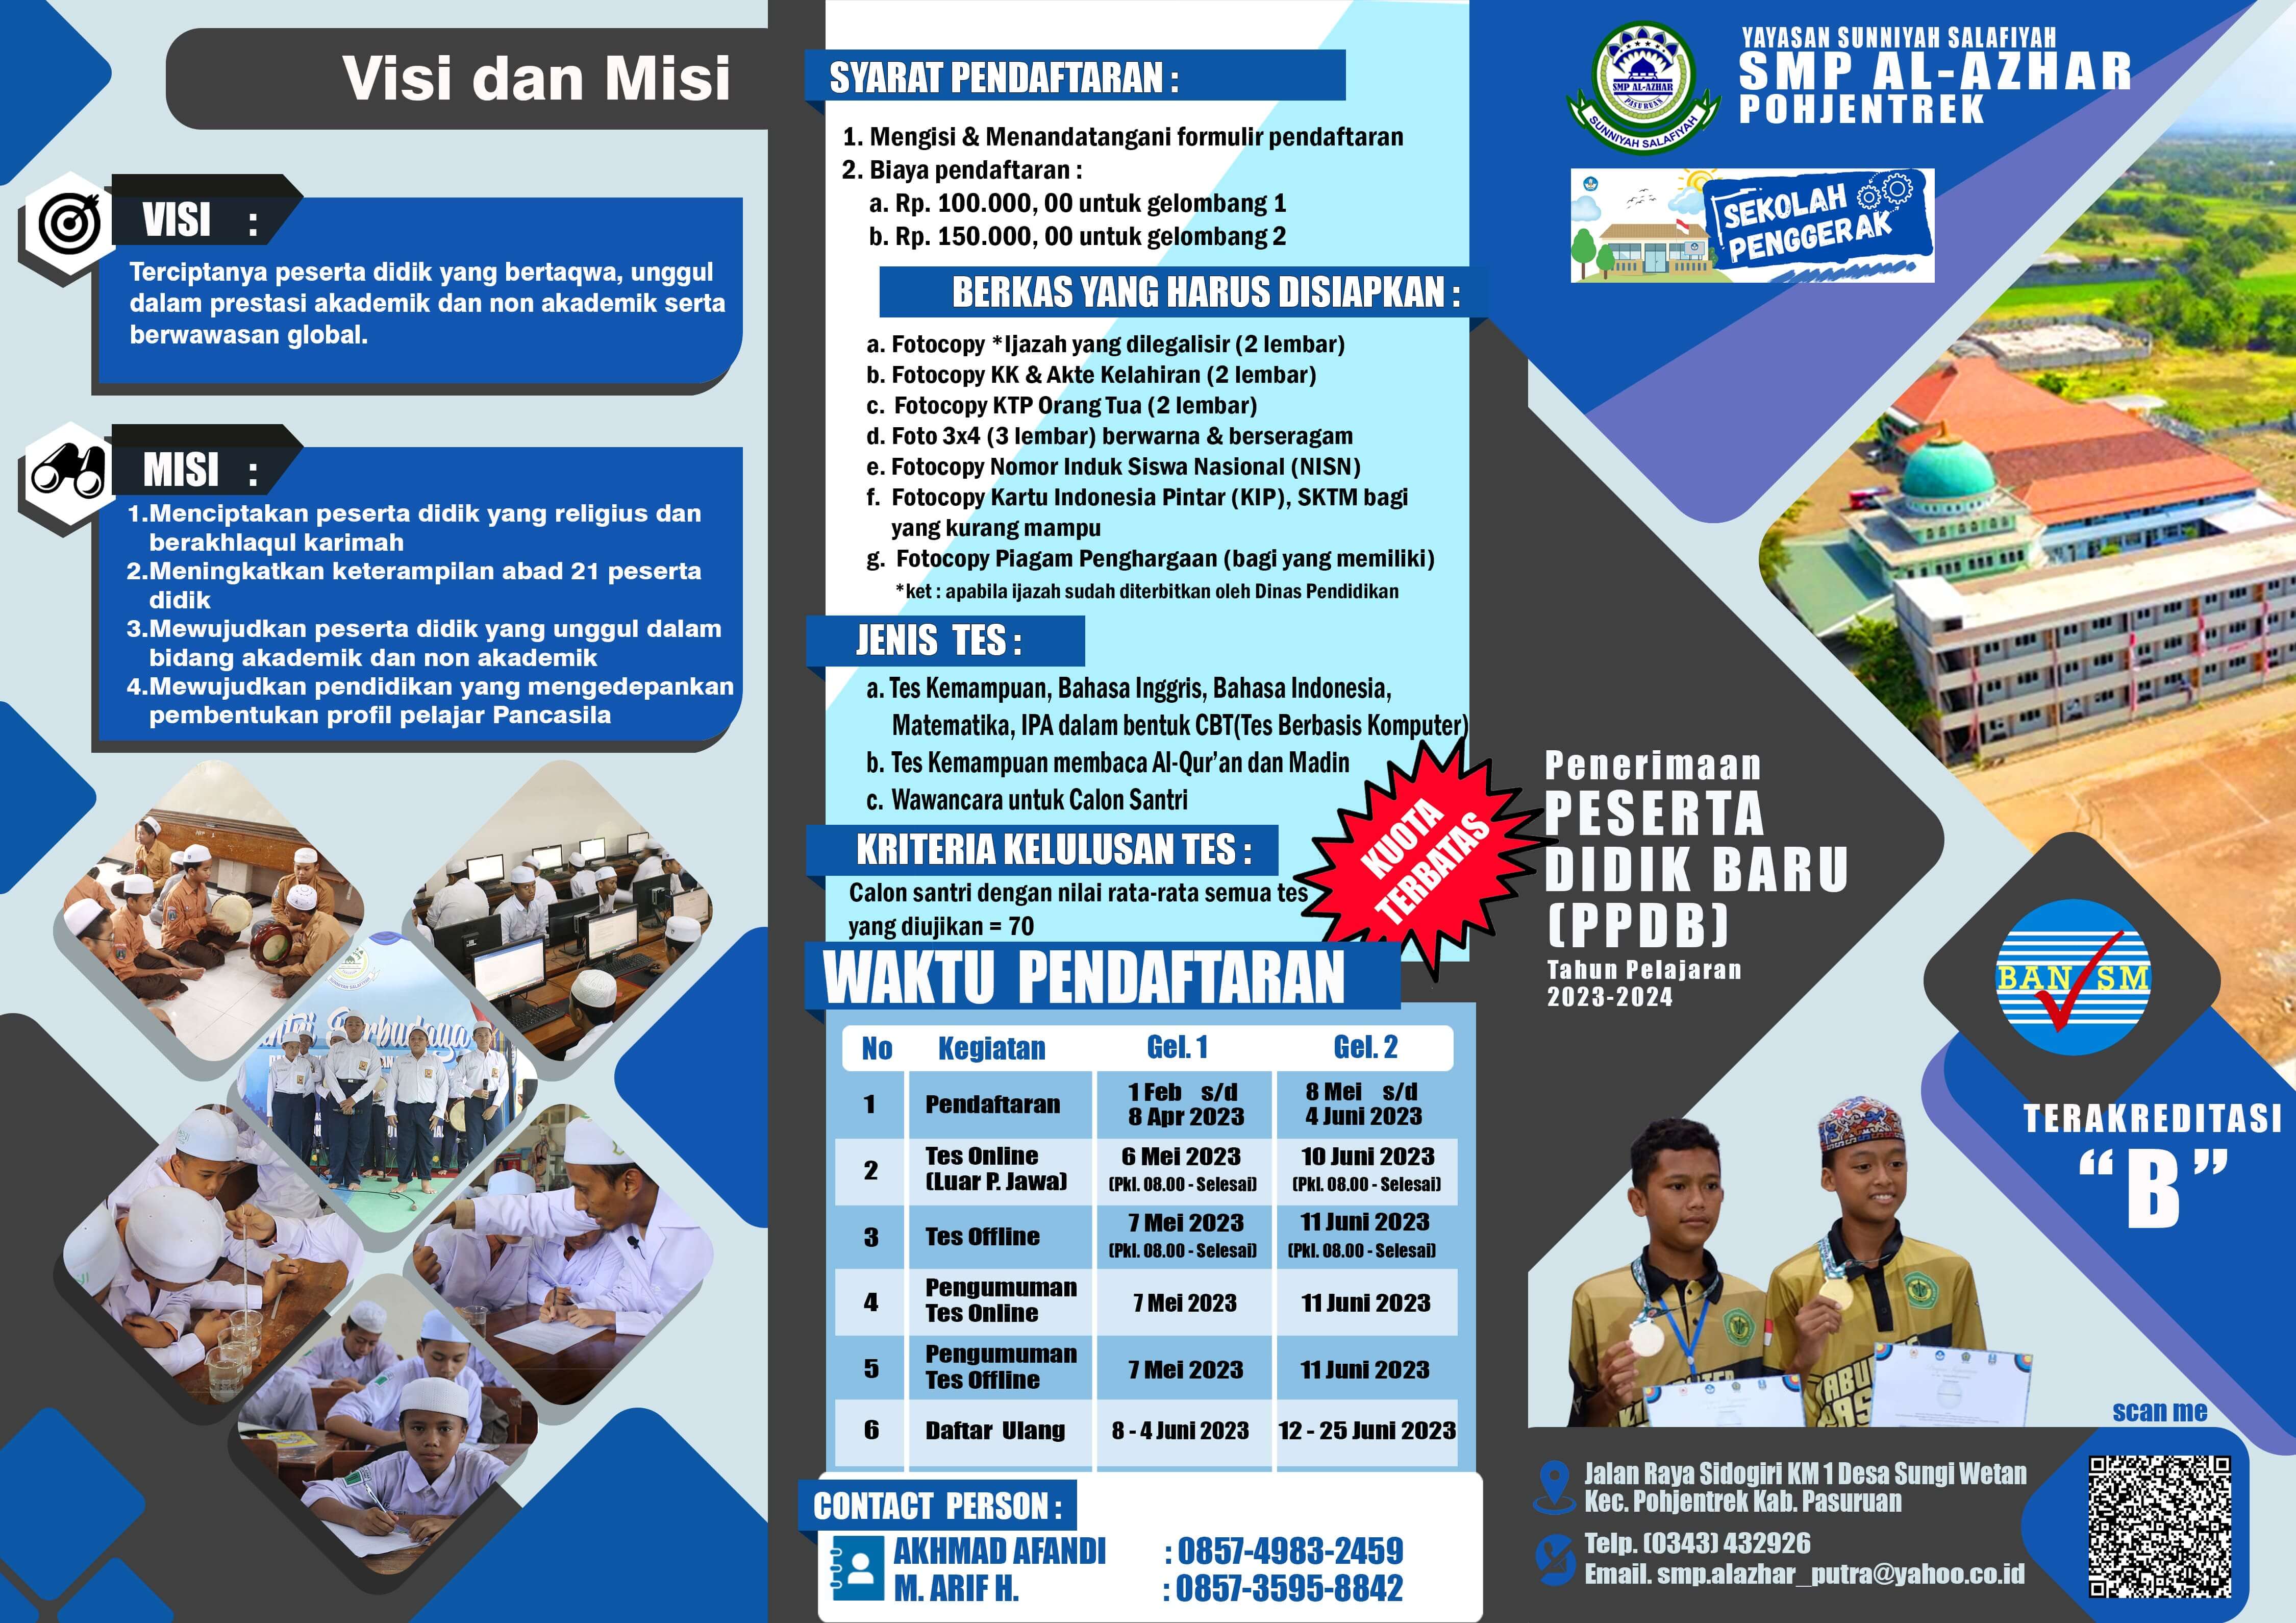 Visi dan Misi
VISI :
Terciptanya peserta didik yang bertaqwa, unggul
dalam prestasi akademik dan non akademik serta
berwawasan global.
MISI :
1.Menciptakan peserta didik yang religius dan
berakhlaqul karimah
2.Meningkatkan keterampilan abad 21 peserta
didik
3.Mewujudkan peserta didik yang unggul dalam
bidang akademik dan non akademik
4.Mewujudkan pendidikan yang mengedepankan
pembentukan profil pelajar Pancasila
SYARAT PENDAFTARAN :
1. Mengisi & Menandatangani formulir pendaftaran
2. Biaya pendaftaran :
a. Rp. 100.000, 00 untuk gelombang 1
b. Rp. 150.000, 00 untuk gelombang 2
BERKAS YANG HARUS DISIAPKAN :
a. Fotocopy *Ijazah yang dilegalisir (2 lembar)
b. Fotocopy KK & Akte Kelahiran (2 lembar)
c. Fotocopy KTP Orang Tua (2 lembar)
d. Foto 3x4 (3 lembar) berwarna & berseragam
e. Fotocopy Nomor Induk Siswa Nasional (NISN)
f. Fotocopy Kartu Indonesia Pintar (KIP), SKTM bagi
yang kurang mampu
g. Fotocopy Piagam Penghargaan (bagi yang memiliki)
*ket : apabila ijazah sudah diterbitkan oleh Dinas Pendidikan
JENIS TES :
a. Tes Kemampuan, Bahasa Inggris, Bahasa Indonesia,
Matematika, IPA dalam bentuk CBT(Tes Berbasis Komputer)
b. Tes Kemampuan membaca Al-Qur'an dan Madin
c. Wawancara untuk Calon Santri
KUOTA
TERBATAS
KRITERIA KELULUSAN TES :
Calon santri dengan nilai rata-rata semua tes
yang diujikan = 70
WAKTU PENDAFTARAN
No Kegiatan Gel. 1 Gel. 2
1 Pendaftaran 1 Feb s/d 8 Apr 2023 8 Mei s/d 4 Juni 2023
2 Tes Online (Luar P. Jawa) 6 Mei 2023 (Pkl. 08.00 - Selesai) 10 Juni 2023 (Pkl. 08.00 - Selesai)
3 Tes Offline 7 Mei 2023 (Pkl. 08.00 - Selesai) 11 Juni 2023 (Pkl. 08.00 - Selesai)
4 Pengumuman Tes Online 7 Mei 2023 11 Juni 2023
5 Pengumuman Tes Offline 7 Mei 2023 11 Juni 2023
6 Daftar Ulang 8 - 4 Juni 2023 12 - 25 Juni 2023
CONTACT PERSON :
AKHMAD AFANDI : 0857-4983-2459
M. ARIF H. : 0857-3595-8842
SMP AL-AZHAR
PASURUAN
SUNNIYAH SALAFIYAH
YAYASAN SUNNIYAH SALAFIYAH
SMP AL-AZHAR
POHJENTREK
SEKOLAH
PENGGERAK
Penerimaan
PESERTA
DIDIK BARU
(PPDB)
Tahun Pelajaran
2023-2024
BAN SM
TERAKREDITASI
“B”
scan me
Jalan Raya Sidogiri KM 1 Desa Sungi Wetan
Kec. Pohjentrek Kab. Pasuruan
Telp. (0343) 432926
Email. smp.alazhar_putra@yahoo.co.id